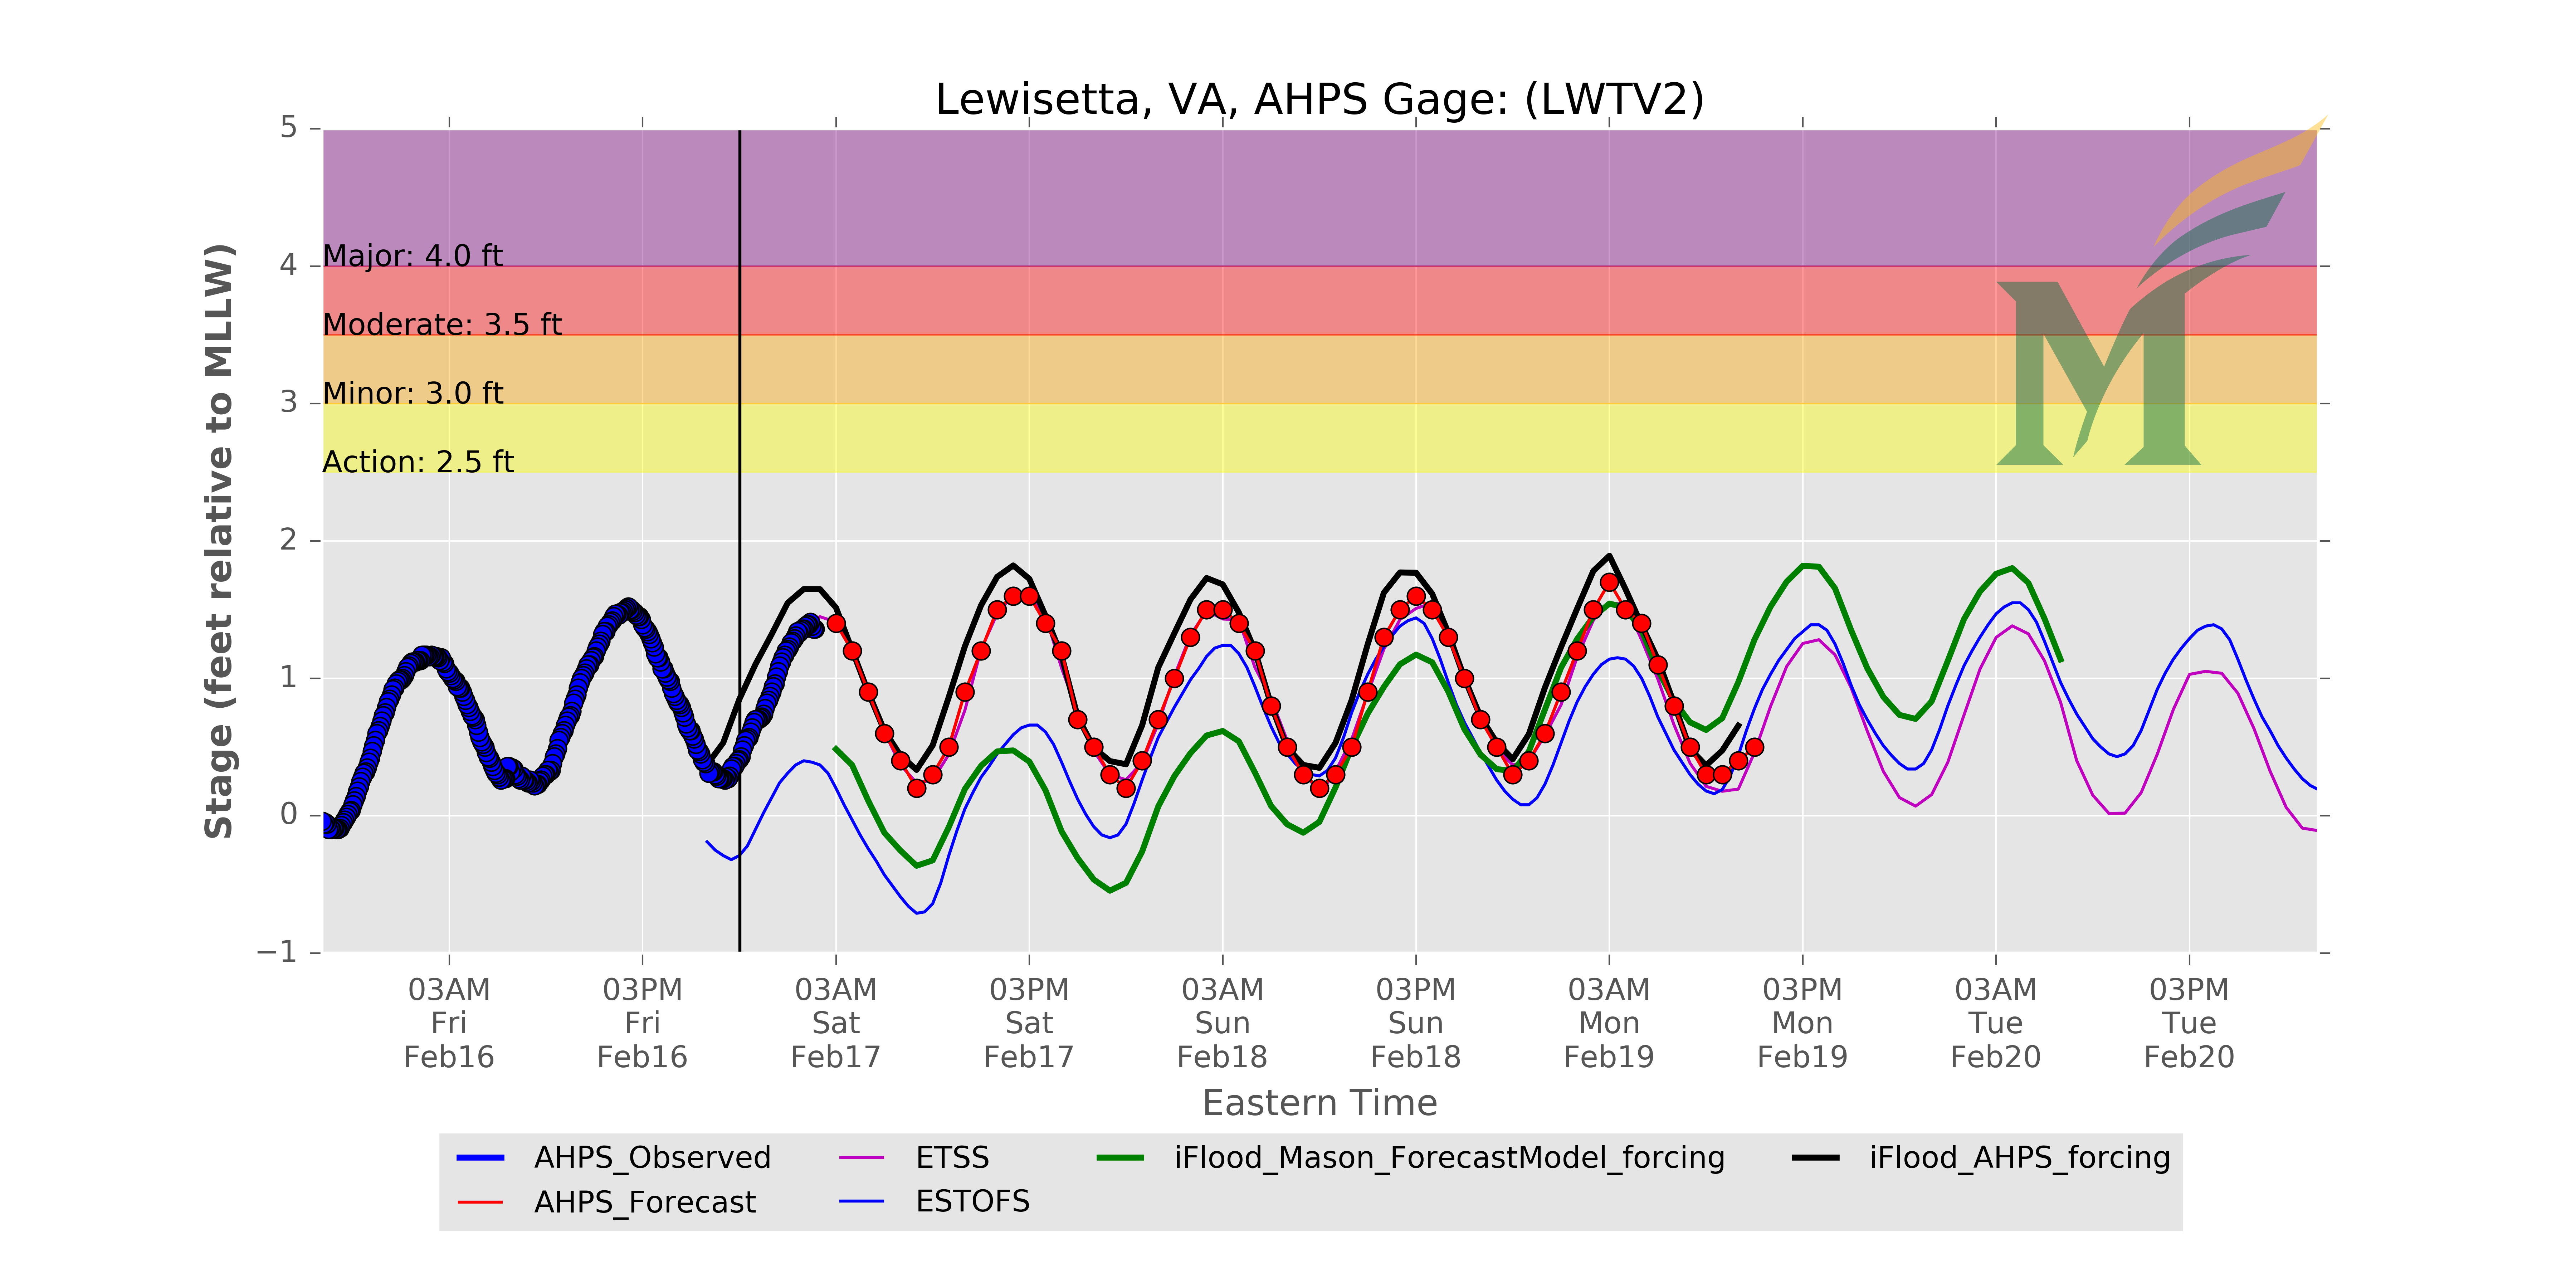 Lewisetta, VA, AHPS Gage: (LWTV2)
Stage (feet relative to MLLW)
5
4
3
2
1
0
−1
Major: 4.0 ft
Moderate: 3.5 ft
Minor: 3.0 ft
Action: 2.5 ft
M
03AM 03PM 03AM 03PM 03AM 03PM 03AM 03PM 03AM 03PM
Fri Fri Sat Sat Sun Sun Mon Mon Tue Tue
Feb16 Feb16 Feb17 Feb17 Feb18 Feb18 Feb19 Feb19 Feb20 Feb20
Eastern Time
AHPS_Observed ETSS iFlood_Mason_ForecastModel_forcing iFlood_AHPS_forcing
AHPS_Forecast ESTOFS